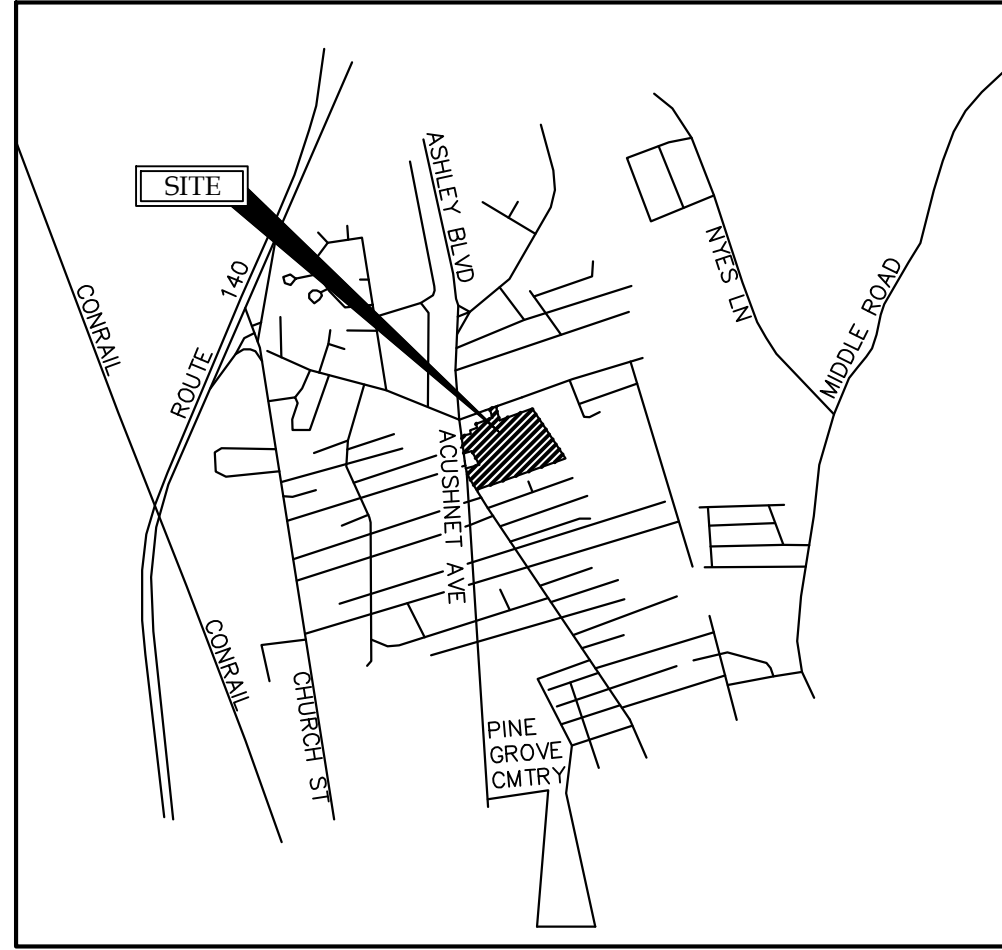 ASHLEY BLVD
SITE
NYES LN
140
CONRAIL
MIDDLE ROAD
ROUTE
ACUSHNET AVE
CONRAIL
CHURCH ST
PINE
GROVE
CMTRY